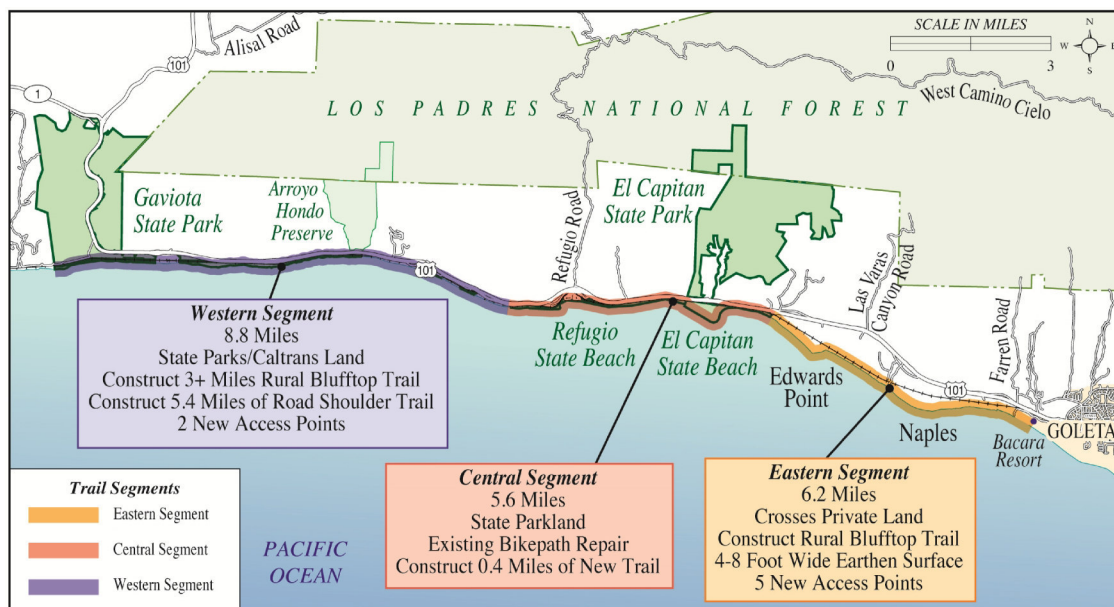 SCALE IN MILES
0
3
N
W
E
S
Alisal Road
101
1
LOS PADRES NATIONAL FOREST
West Camino Cielo
Gaviota
State Park
Arroyo
Hondo
Preserve
Refugio Road
El Capitan
State Park
Las Varas
Canyon Road
Farren Road
101
101
Refugio
State Beach
El Capitan
State Beach
Edwards
Point
Naples
Bacara
Resort
GOLETA
Western Segment
8.8 Miles
State Parks/Caltrans Land
Construct 3+ Miles Rural Blufftop Trail
Construct 5.4 Miles of Road Shoulder Trail
2 New Access Points
Central Segment
5.6 Miles
State Parkland
Existing Bikepath Repair
Construct 0.4 Miles of New Trail
Eastern Segment
6.2 Miles
Crosses Private Land
Construct Rural Blufftop Trail
4-8 Foot Wide Earthen Surface
5 New Access Points
Trail Segments
Eastern Segment
Central Segment
Western Segment
PACIFIC
OCEAN